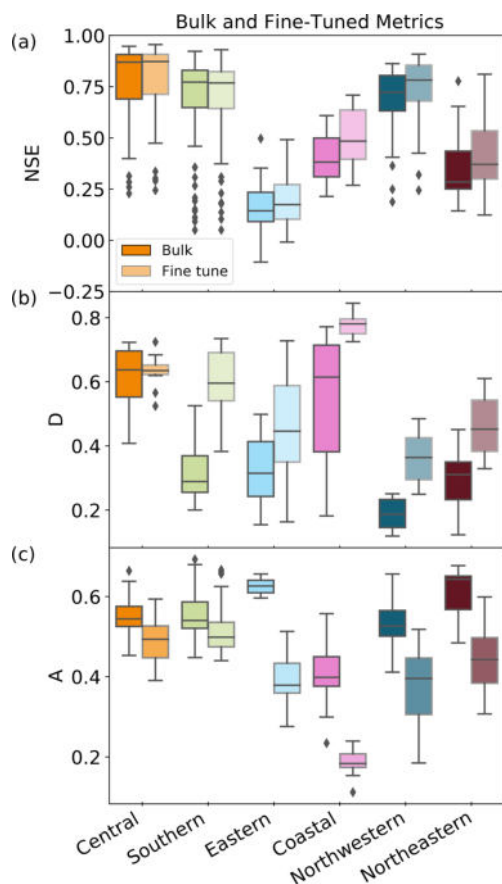 Bulk and Fine-Tuned Metrics
(a)
1.00
0.75
0.50
0.25
0.00
−0.25
NSE
Bulk
Fine tune
(b)
0.8
0.6
0.4
0.2
D
(c)
0.6
0.4
0.2
A
Central
Southern
Eastern
Coastal
Northwestern
Northeastern